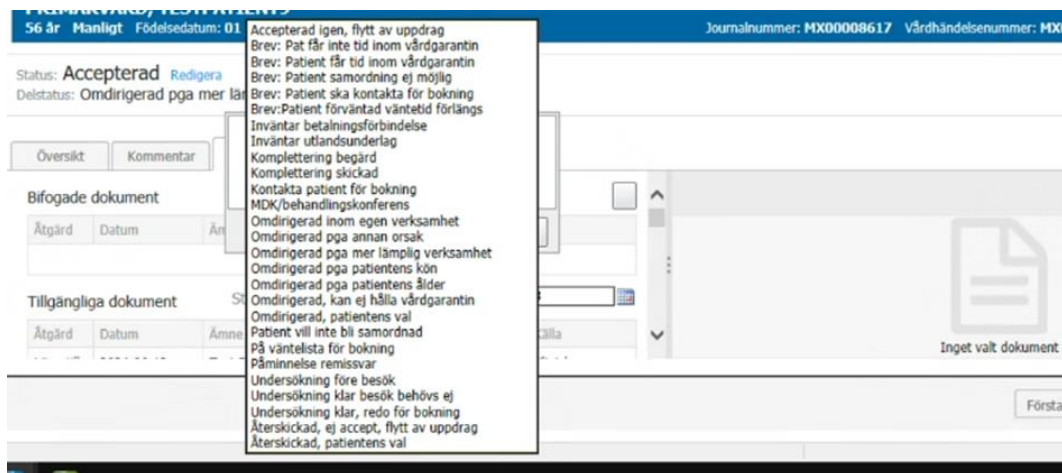 PRIMÄRVÅRD, TESTPATIENT9
56 år Manligt Födelsedatum: 01
Journalnummer: MX00008617 Vårdhändelsenummer:
Status: Accepterad Redigera
Delstatus: Omdirigerad pga mer
Översikt
Kommentar
Bifogade dokument
Åtgärd Datum
Tillgängliga dokument
Åtgärd Datum Ämne
Accepterad igen, flytt av uppdrag
Brev: Pat får inte tid inom vårdgarantin
Brev: Patient får tid inom vårdgarantin
Brev: Patient samordning ej möjlig
Brev: Patient ska kontakta för bokning
Brev:Patient förväntad väntetid förlängs
Inväntar betalningsförbindelse
Inväntar utlandsunderlag
Komplettering begärd
Komplettering skickad
Kontakta patient för bokning
MDK/behandlingskonferens
Omdirigerad inom egen verksamhet
Omdirigerad pga annan orsak
Omdirigerad pga mer lämplig verksamhet
Omdirigerad pga patientens kön
Omdirigerad pga patientens ålder
Omdirigerad, kan ej hålla vårdgarantin
Omdirigerad, patientens val
Patient vill inte bli samordnad
På väntelista för bokning
Påminnelse remissvar
Undersökning före besök
Undersökning klar besök behövs ej
Undersökning klar, redo för bokning
Återskickad, ej accept, flytt av uppdrag
Återskickad, patientens val
Inget valt dokument
Första